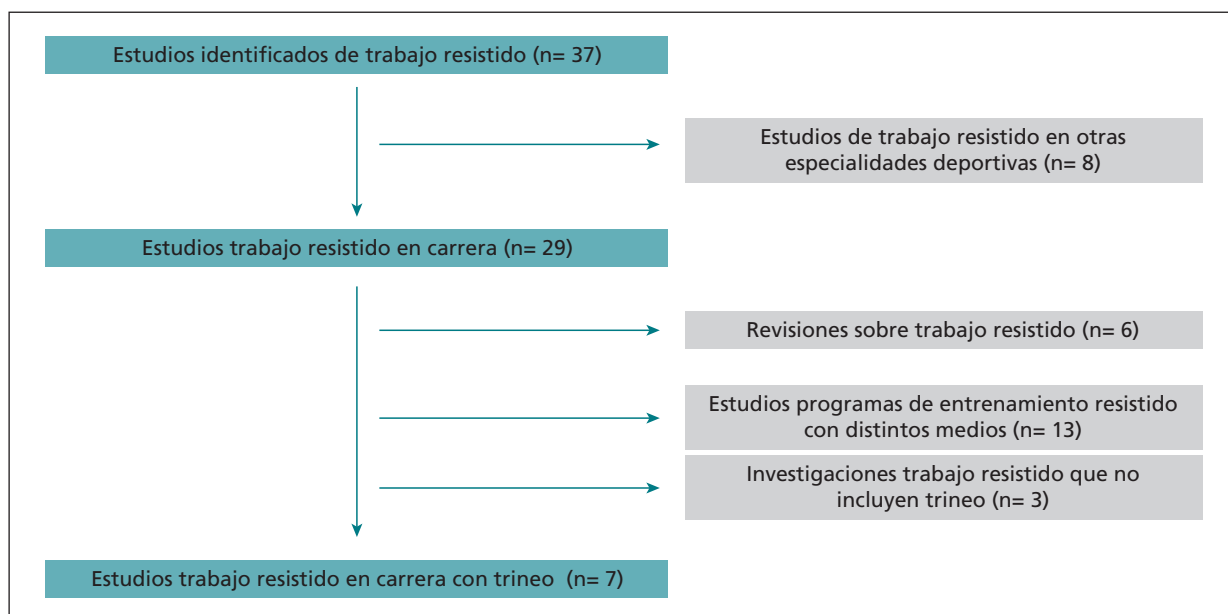 Estudios identificados de trabajo resistido (n= 37)
Estudios de trabajo resistido en otras
especialidades deportivas (n= 8)
Estudios trabajo resistido en carrera (n= 29)
Revisiones sobre trabajo resistido (n= 6)
Estudios programas de entrenamiento resistido
con distintos medios (n= 13)
Investigaciones trabajo resistido que no
incluyen trineo (n= 3)
Estudios trabajo resistido en carrera con trineo (n= 7)